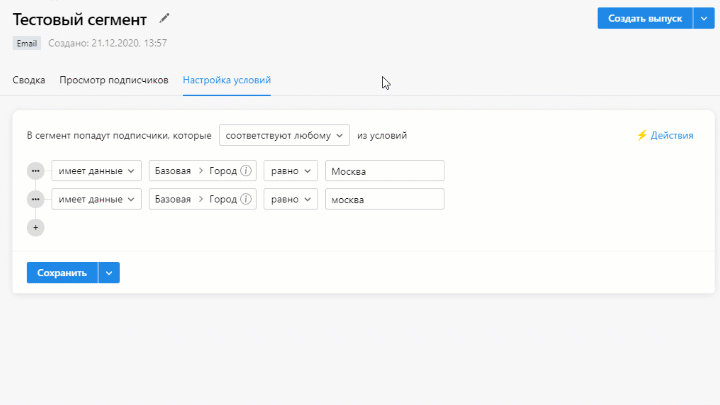 Тестовый сегмент
Создать выпуск
Email Создано: 21.12.2020, 13:57
Сводка Просмотр подписчиков Настройка условий
В сегмент попадут подписчики, которые соответствуют любому из условий Действия
имеет данные Базовая > Город i равно Москва
имеет данные Базовая > Город i равно москва
+
Сохранить